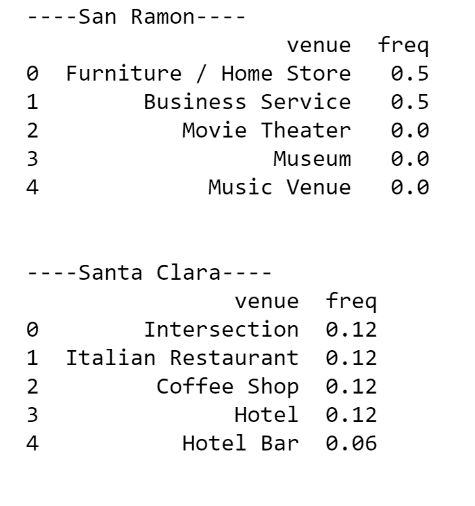 ----San Ramon----
                    venue  freq
0  Furniture / Home Store   0.5
1        Business Service   0.5
2           Movie Theater   0.0
3                  Museum   0.0
4             Music Venue   0.0
----Santa Clara----
                venue  freq
0        Intersection  0.12
1  Italian Restaurant  0.12
2         Coffee Shop  0.12
3               Hotel  0.12
4           Hotel Bar  0.06